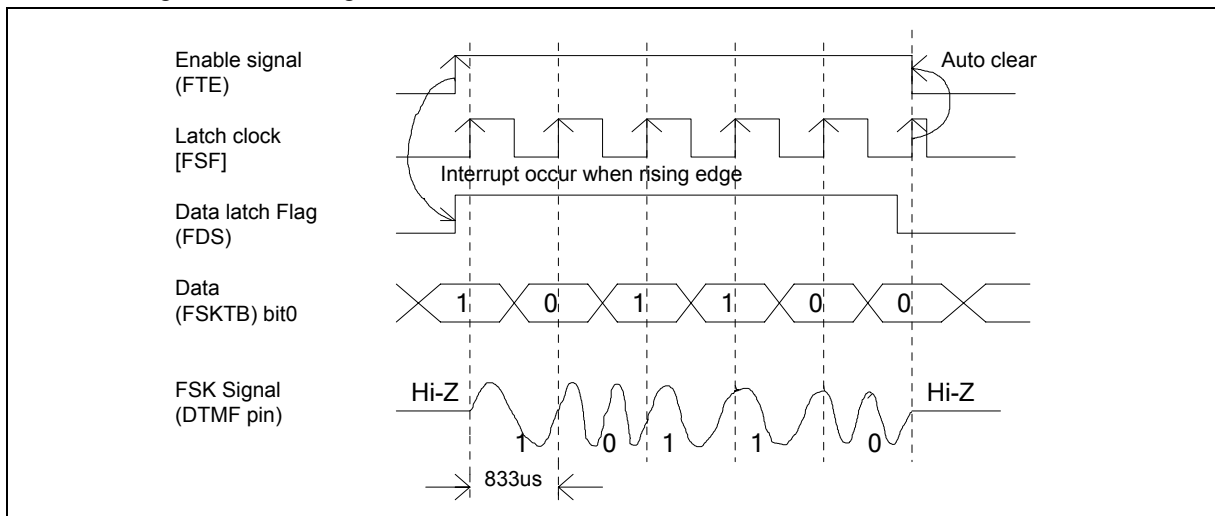 Enable signal
(FTE)
Auto clear
Latch clock
[FSF]
Interrupt occur when rising edge
Data latch Flag
(FDS)
Data
(FSKTB) bit0
1 0 1 1 0 0
FSK Signal
(DTMF pin)
Hi-Z
Hi-Z
1 0 1 1 0
833us